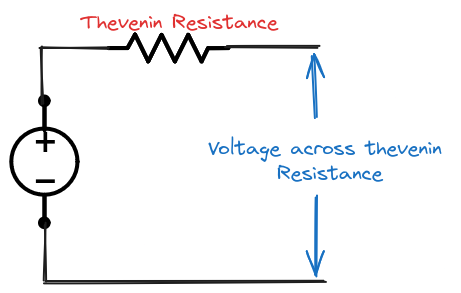 Thevenin Resistance
+
−
Voltage across thevenin
Resistance